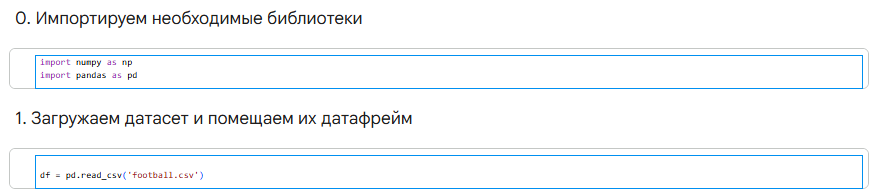 0. Импортируем необходимые библиотеки
import numpy as np
import pandas as pd
1. Загружаем датасет и помещаем их датафрейм
df = pd.read_csv('football.csv')